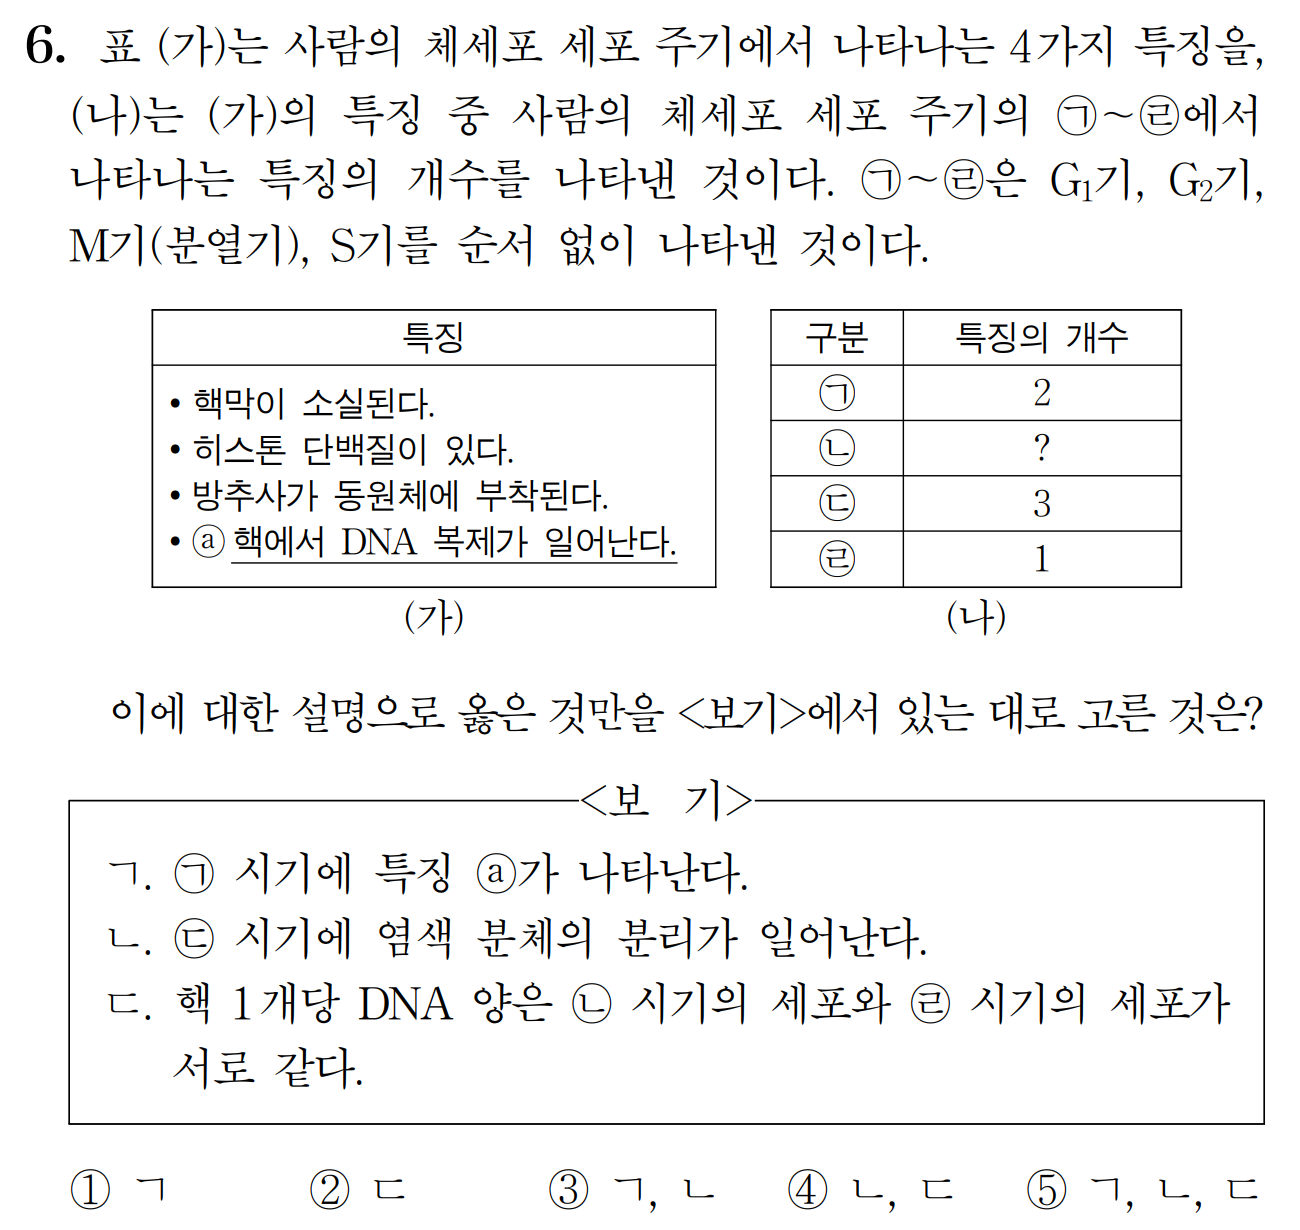 6. 표 (가)는 사람의 체세포 세포 주기에서 나타나는 4가지 특징을,
(나)는 (가)의 특징 중 사람의 체세포 세포 주기의 ㉠~㉣에서
나타나는 특징의 개수를 나타낸 것이다. ㉠~㉣은 G₁기, G₂기,
M기(분열기), S기를 순서 없이 나타낸 것이다.
특징
• 핵막이 소실된다.
• 히스톤 단백질이 있다.
• 방추사가 동원체에 부착된다.
• ⓐ 핵에서 DNA 복제가 일어난다.
(가)
구분 특징의 개수
㉠ 2
㉡ ?
㉢ 3
㉣ 1
(나)
이에 대한 설명으로 옳은 것만을 <보기>에서 있는 대로 고른 것은?
<보 기>
ㄱ. ㉠ 시기에 특징 ⓐ가 나타난다.
ㄴ. ㉢ 시기에 염색 분체의 분리가 일어난다.
ㄷ. 핵 1개당 DNA 양은 ㉡ 시기의 세포와 ㉣ 시기의 세포가
서로 같다.
① ㄱ ② ㄷ ③ ㄱ, ㄴ ④ ㄴ, ㄷ ⑤ ㄱ, ㄴ, ㄷ